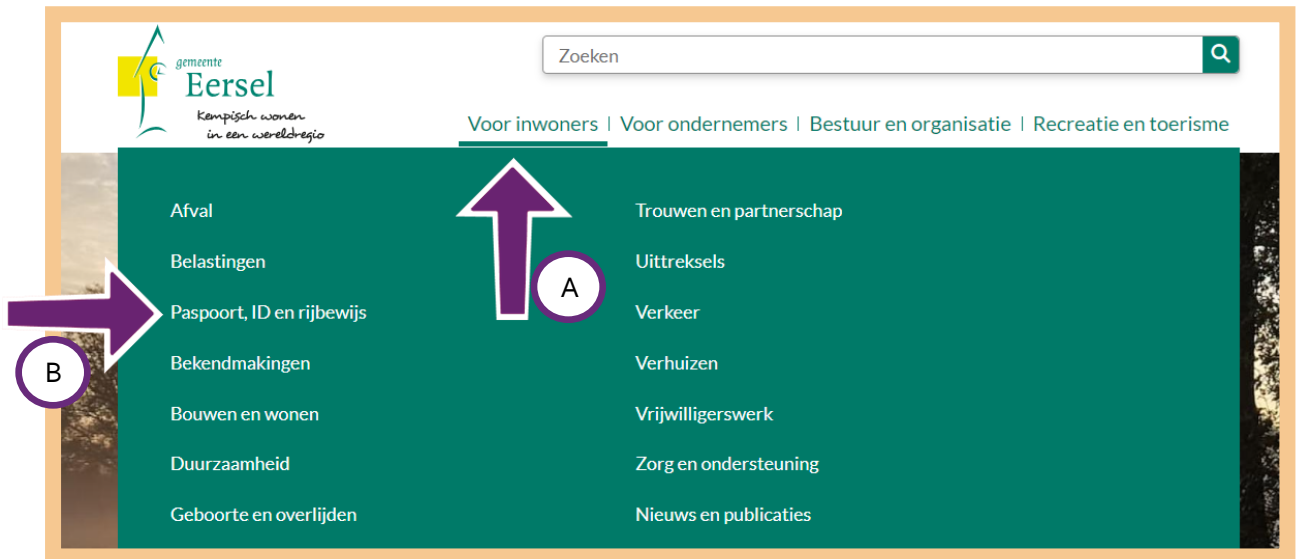 gemeente
Eersel
Kempisch wonen
in een wereldregio
Zoeken
Voor inwoners | Voor ondernemers | Bestuur en organisatie | Recreatie en toerisme
Afval
Belastingen
Paspoort, ID en rijbewijs
Bekendmakingen
Bouwen en wonen
Duurzaamheid
Geboorte en overlijden
Trouwen en partnerschap
Uittreksels
Verkeer
Verhuizen
Vrijwilligerswerk
Zorg en ondersteuning
Nieuws en publicaties
A
B